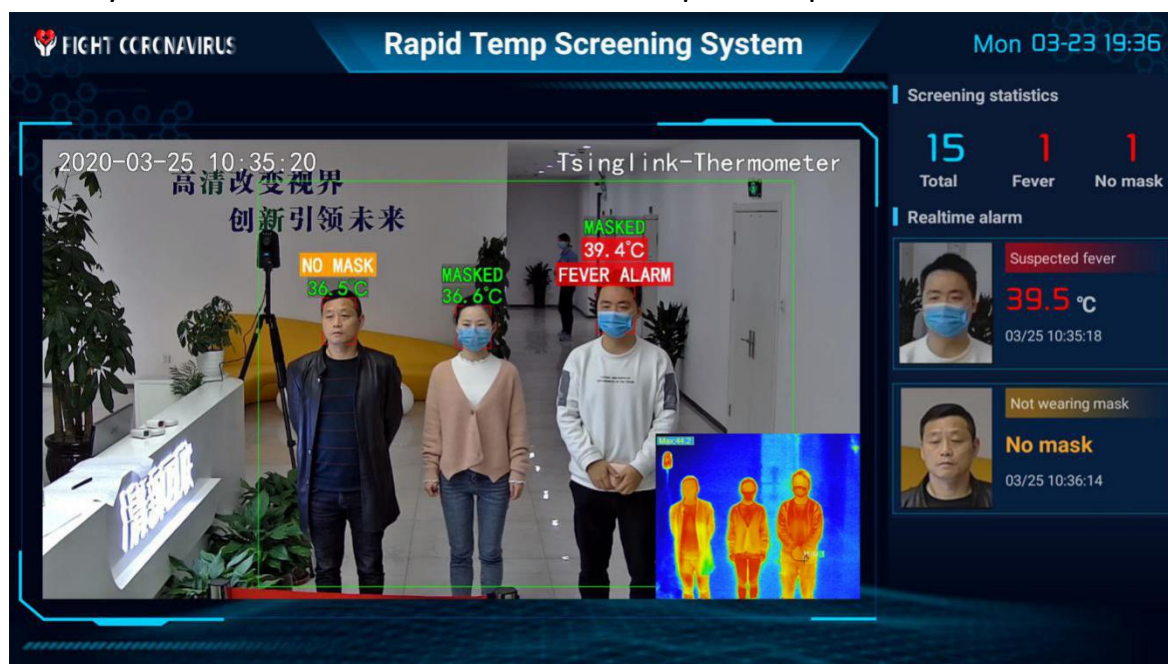 FIGHT CORONAVIRUS
Rapid Temp Screening System
Mon 03-23 19:36
Screening statistics
15
1
1
Total
Fever
No mask
Realtime alarm
Suspected fever
39.5 °C
03/25 10:35:18
Not wearing mask
No mask
03/25 10:36:14
2020-03-25 10:35:20
Tsinglink-Thermometer
高清改变视界
创新引领未来
NO MASK
36.5°C
MASKED
36.6°C
MASKED
39.4°C
FEVER ALARM
Max:44.2